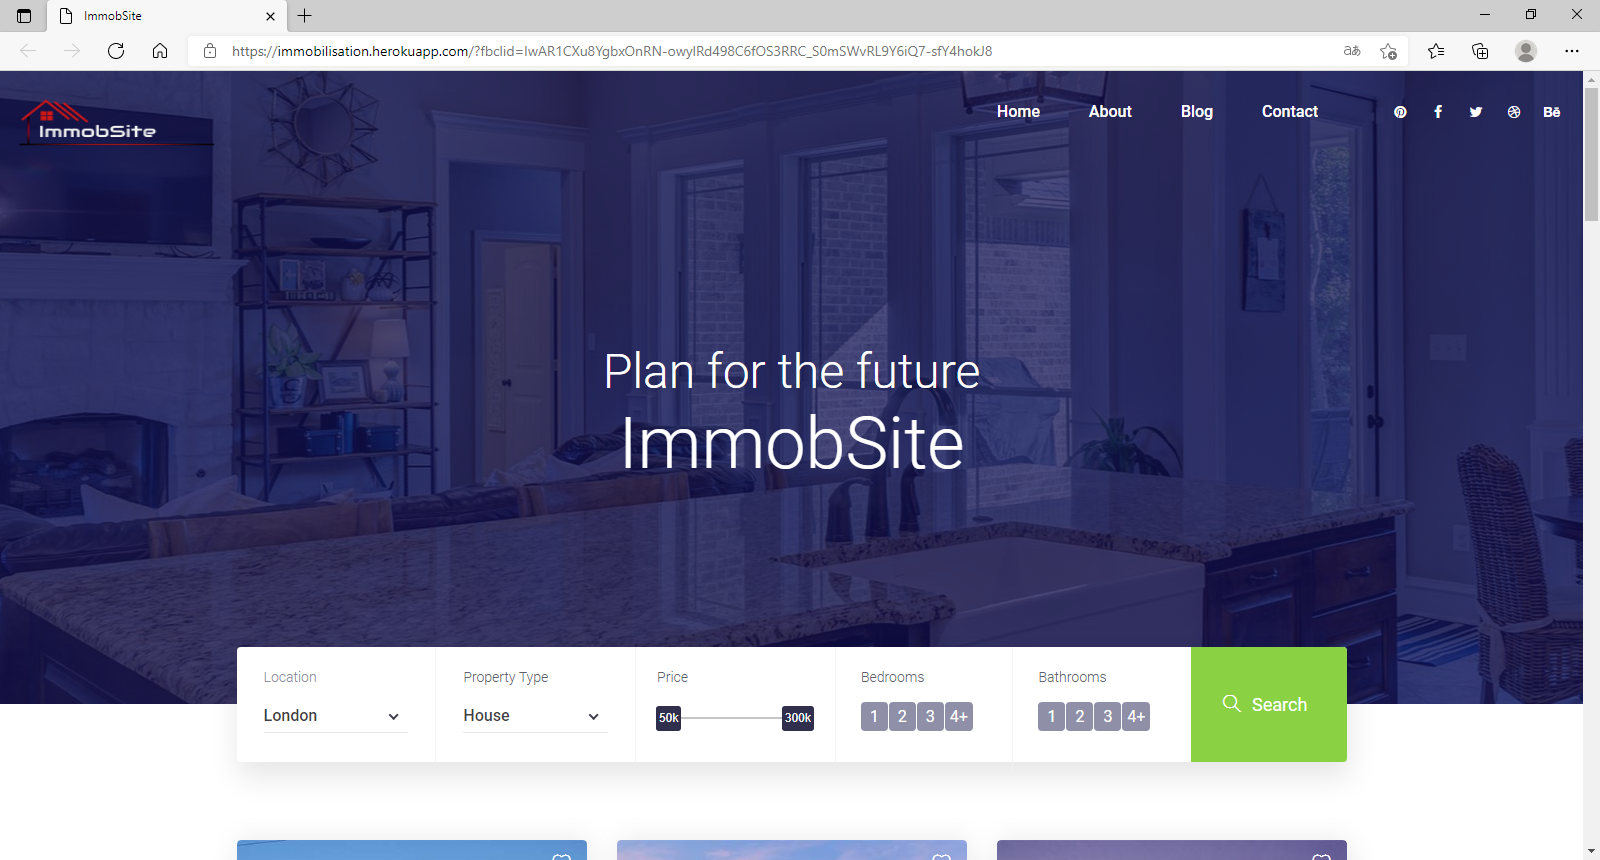 ImmobSite
https://immobilisation.herokuapp.com/?fbclid=IwAR1CXu8YgbxOnRN-owylRd498C6fOS3RRC_S0mSWvRL9Y6iQ7-sfY4hokJ8
aあ
ImmobSite
Home About Blog Contact
Plan for the future
ImmobSite
Location Property Type Price Bedrooms Bathrooms
London House 50k 300k 1 2 3 4+ 1 2 3 4+ Search